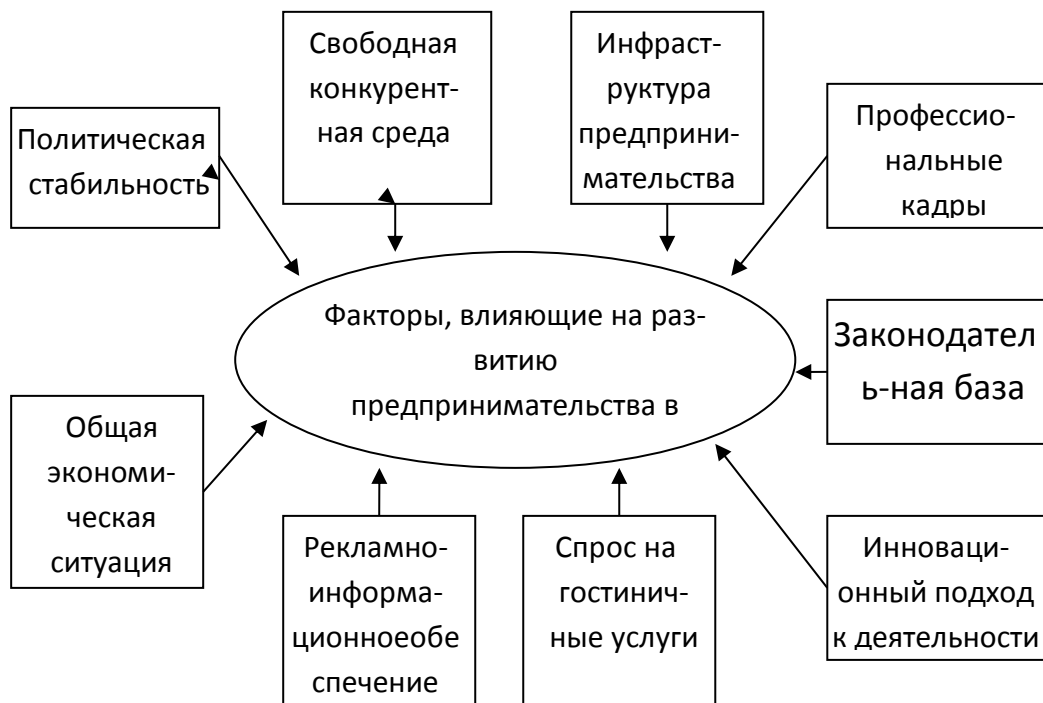 Свободная
конкурент-
ная среда
Инфраст-
руктура
предприни-
мательства
Политическая
стабильность
Профессио-
нальные
кадры
Факторы, влияющие на раз-
витию
предпринимательства в
Законодател
ь-ная база
Общая
экономи-
ческая
ситуация
Рекламно-
информа-
ционноеобе
спечение
Спрос на
гостинич-
ные услуги
Инноваци-
онный подход
к деятельности